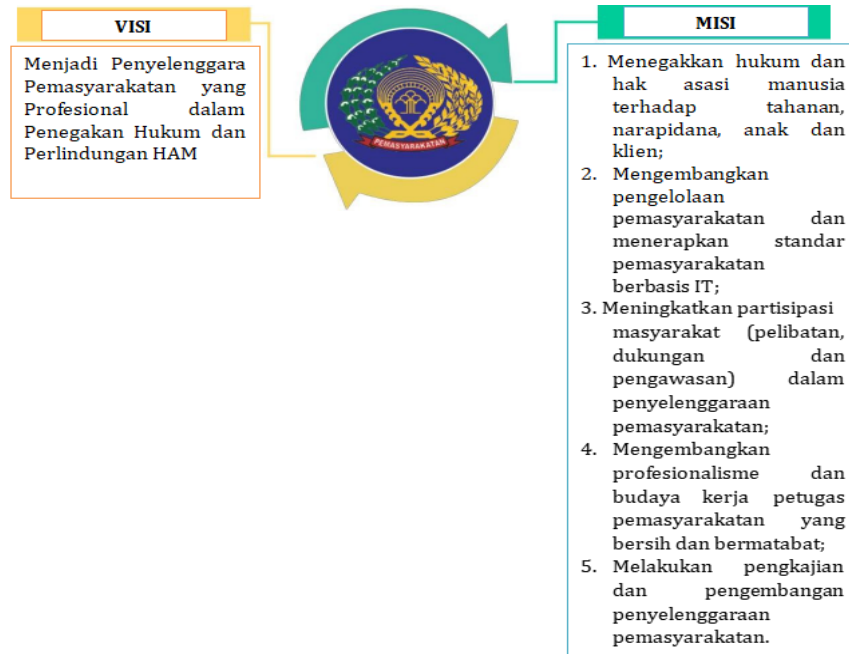 VISI
Menjadi Penyelenggara
Pemasyarakatan yang
Profesional dalam
Penegakan Hukum dan
Perlindungan HAM
PEMASYARAKATAN
MISI
1. Menegakkan hukum dan
hak asasi manusia
terhadap tahanan,
narapidana, anak dan
klien;
2. Mengembangkan
pengelolaan
pemasyarakatan dan
menerapkan standar
pemasyarakatan
berbasis IT;
3. Meningkatkan partisipasi
masyarakat (pelibatan,
dukungan dan
pengawasan) dalam
penyelenggaraan
pemasyarakatan;
4. Mengembangkan
profesionalisme dan
budaya kerja petugas
pemasyarakatan yang
bersih dan bermatabat;
5. Melakukan pengkajian
dan pengembangan
penyelenggaraan
pemasyarakatan.